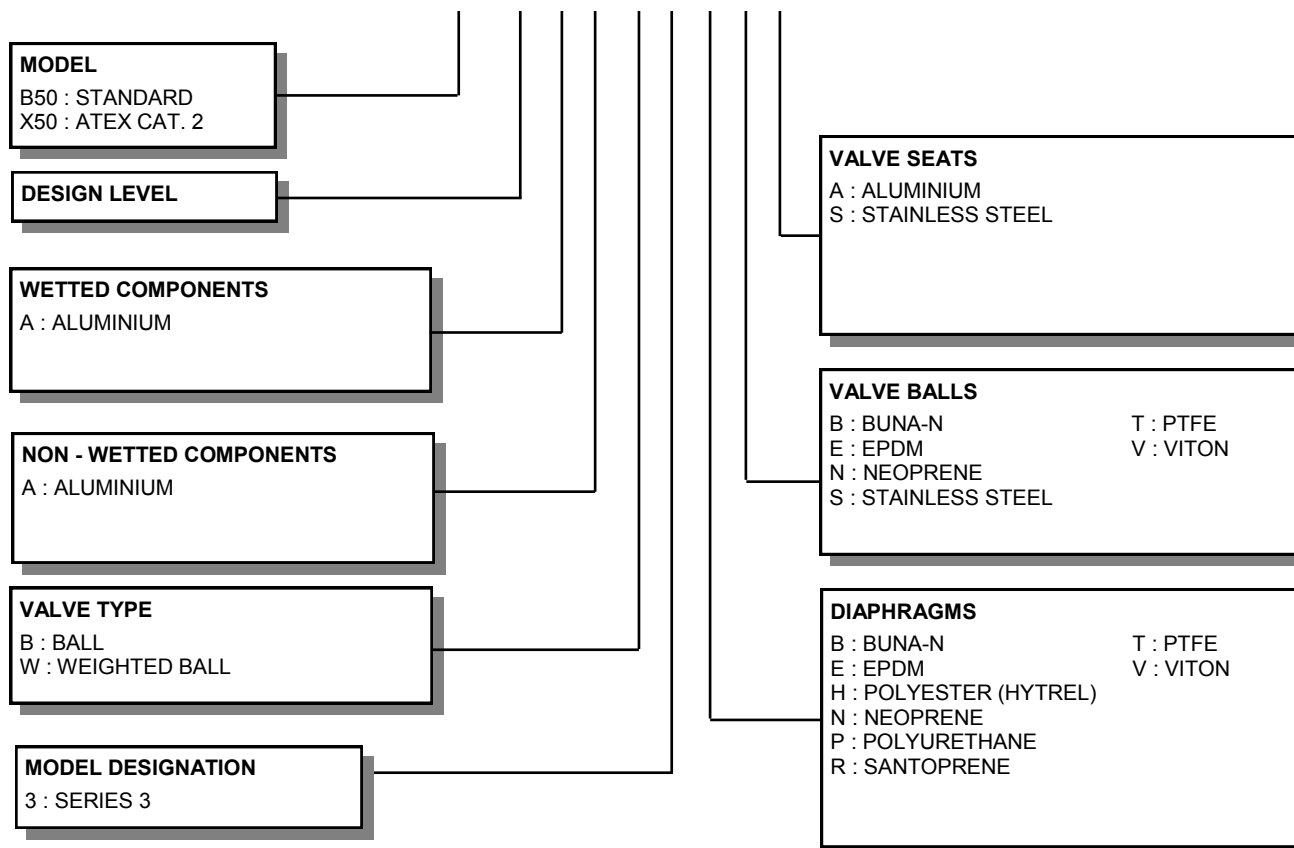 MODEL
B50 : STANDARD
X50 : ATEX CAT. 2
DESIGN LEVEL
WETTED COMPONENTS
A : ALUMINIUM
NON - WETTED COMPONENTS
A : ALUMINIUM
VALVE TYPE
B : BALL
W : WEIGHTED BALL
MODEL DESIGNATION
3 : SERIES 3
VALVE SEATS
A : ALUMINIUM
S : STAINLESS STEEL
VALVE BALLS
B : BUNA-N T : PTFE
E : EPDM V : VITON
N : NEOPRENE
S : STAINLESS STEEL
DIAPHRAGMS
B : BUNA-N T : PTFE
E : EPDM V : VITON
H : POLYESTER (HYTREL)
N : NEOPRENE
P : POLYURETHANE
R : SANTOPRENE